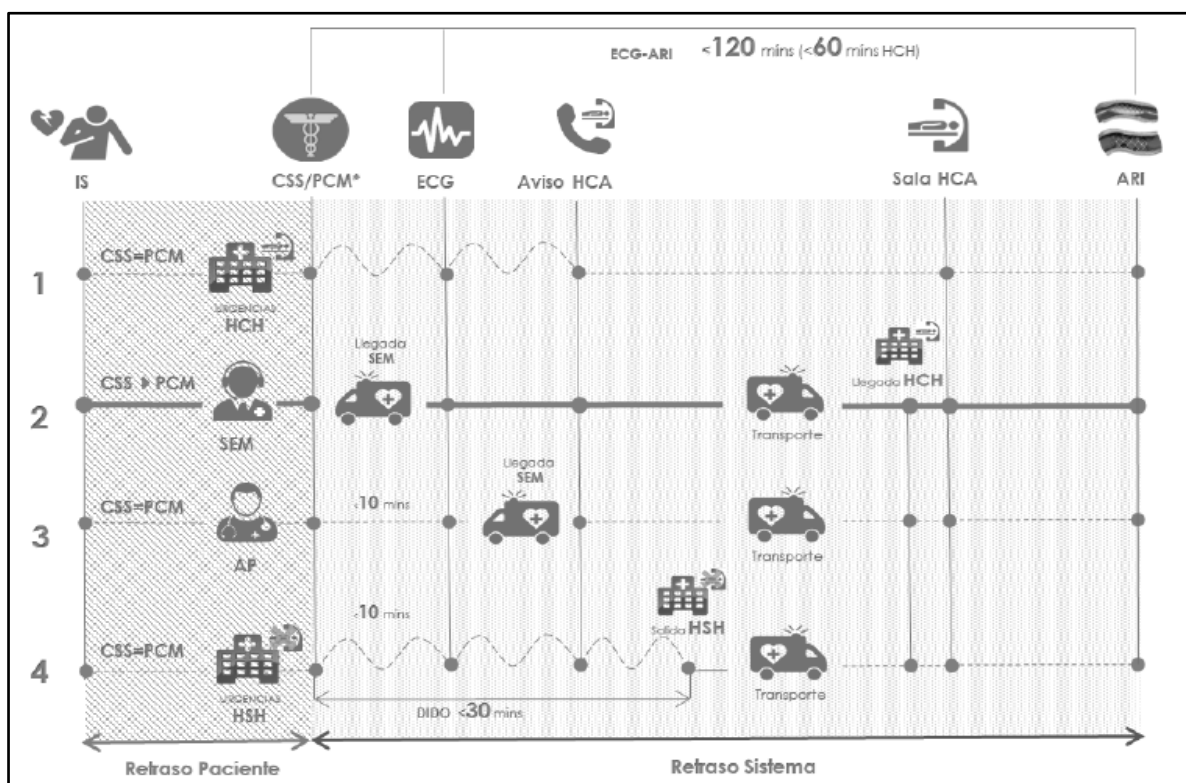 ECG-ARI <120 mins (<60 mins HCH)
IS
CSS/PCM*
ECG
Aviso HCA
Sala HCA
ARI
1
CSS=PCM
URGENCIAS
HCH
2
CSS ▶ PCM
SEM
Llegada
SEM
Transporte
Llegada HCH
3
CSS=PCM
AP
<10 mins
Llegada
SEM
Transporte
4
CSS=PCM
URGENCIAS
HSH
<10 mins
Salida HSH
Transporte
DIDO <30 mins
Retraso Paciente
Retraso Sistema